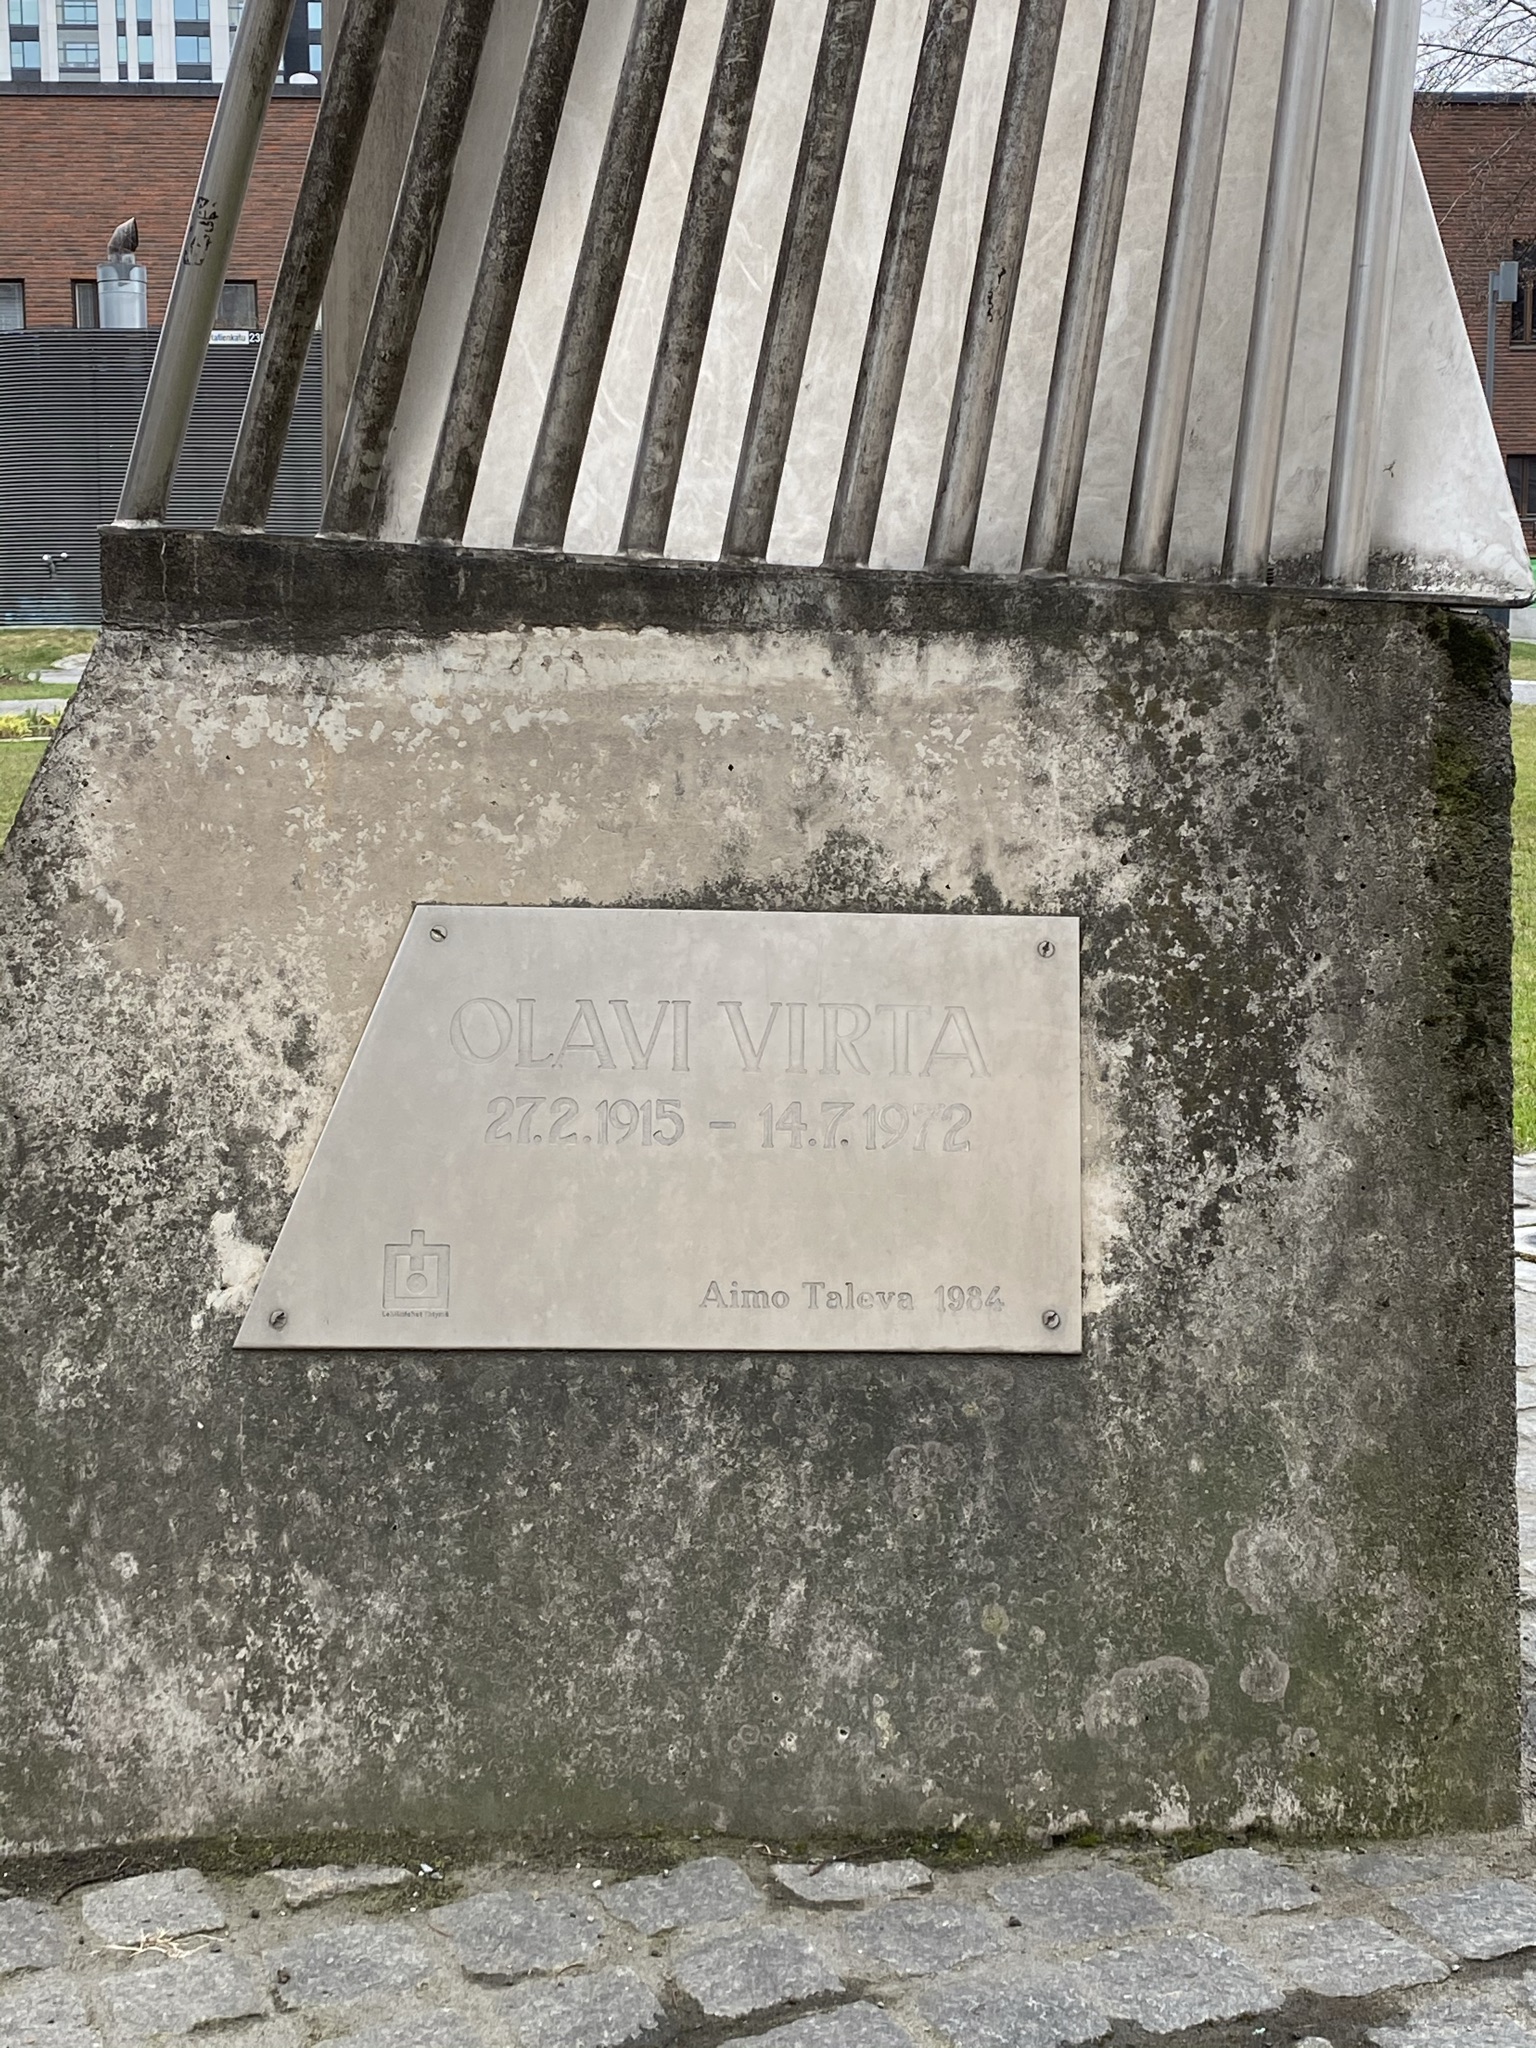 OLAVI VIRTA
27.2.1915 – 14.7.1972
Aimo Taleva 1984